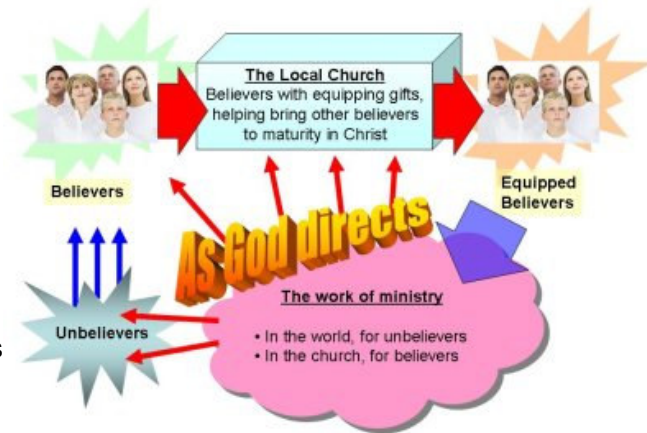 The Local Church
Believers with equipping gifts,
helping bring other believers
to maturity in Christ
Believers
Equipped
Believers
As God directs
The work of ministry
• In the world, for unbelievers
• In the church, for believers
Unbelievers
s